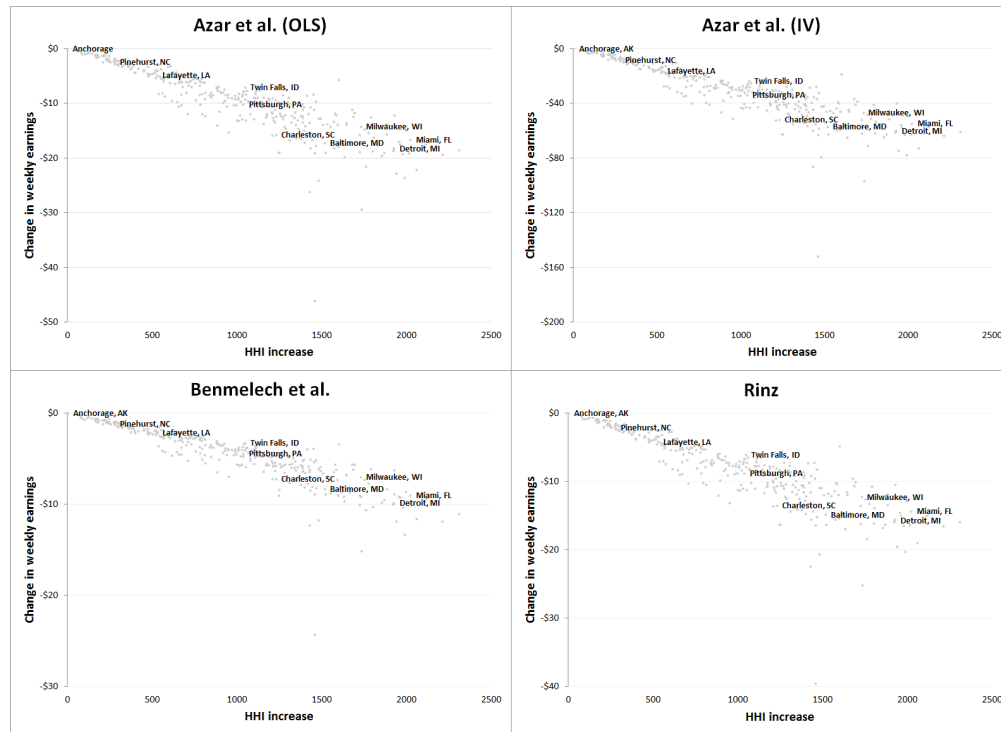 Azar et al. (OLS)
Change in weekly earnings
$0
-$10
-$20
-$30
-$40
-$50
Anchorage
Pinehurst, NC
Lafayette, LA
Twin Falls, ID
Pittsburgh, PA
Milwaukee, WI
Charleston, SC
Miami, FL
Baltimore, MD
Detroit, MI
0
500
1000
1500
2000
2500
HHI increase
Azar et al. (IV)
Change in weekly earnings
$0
-$40
-$80
-$120
-$160
-$200
Anchorage, AK
Pinehurst, NC
Lafayette, LA
Twin Falls, ID
Pittsburgh, PA
Milwaukee, WI
Charleston, SC
Miami, FL
Baltimore, MD
Detroit, MI
0
500
1000
1500
2000
2500
HHI increase
Benmelech et al.
Change in weekly earnings
$0
-$10
-$20
-$30
Anchorage, AK
Pinehurst, NC
Lafayette, LA
Twin Falls, ID
Pittsburgh, PA
Milwaukee, WI
Charleston, SC
Baltimore, MD
Miami, FL
Detroit, MI
0
500
1000
1500
2000
2500
HHI increase
Rinz
Change in weekly earnings
$0
-$10
-$20
-$30
-$40
Anchorage, AK
Pinehurst, NC
Lafayette, LA
Twin Falls, ID
Pittsburgh, PA
Milwaukee, WI
Charleston, SC
Miami, FL
Baltimore, MD
Detroit, MI
0
500
1000
1500
2000
2500
HHI increase